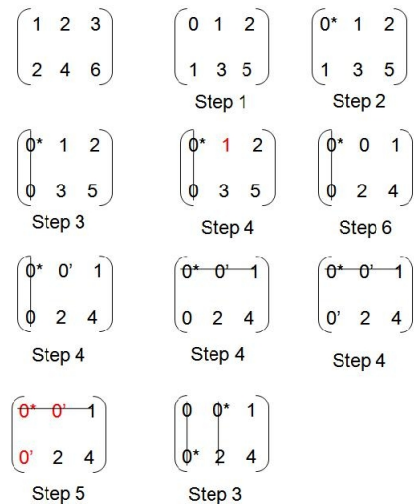 1 2 3 0 1 2 0* 1 2
2 4 6 1 3 5 1 3 5
Step 1 Step 2
0* 1 2 0* 1 2 0* 0 1
0 3 5 0 3 5 0 2 4
Step 3 Step 4 Step 6
0* 0' 1 0* 0' 1 0* 0' 1
0 2 4 0 2 4 0' 2 4
Step 4 Step 4 Step 4
0* 0' 1 0 0* 1
0' 2 4 0* 2 4
Step 5 Step 3